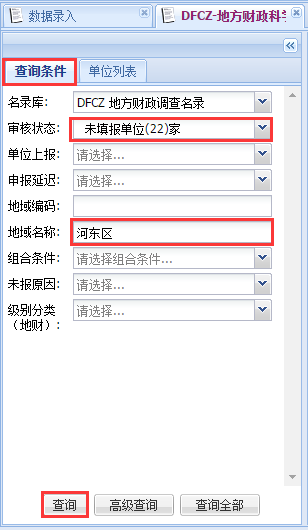 数据录入
DFCZ-地方财政科学
查询条件
单位列表
名录库: DFCZ 地方财政调查名录
审核状态: 未填报单位(22)家
单位上报: 请选择...
申报延迟: 请选择...
地域编码:
地域名称: 河东区
组合条件: 请选择组合条件...
未报原因: 请选择...
级别分类
(地财): 请选择...
查询 高级查询 查询全部